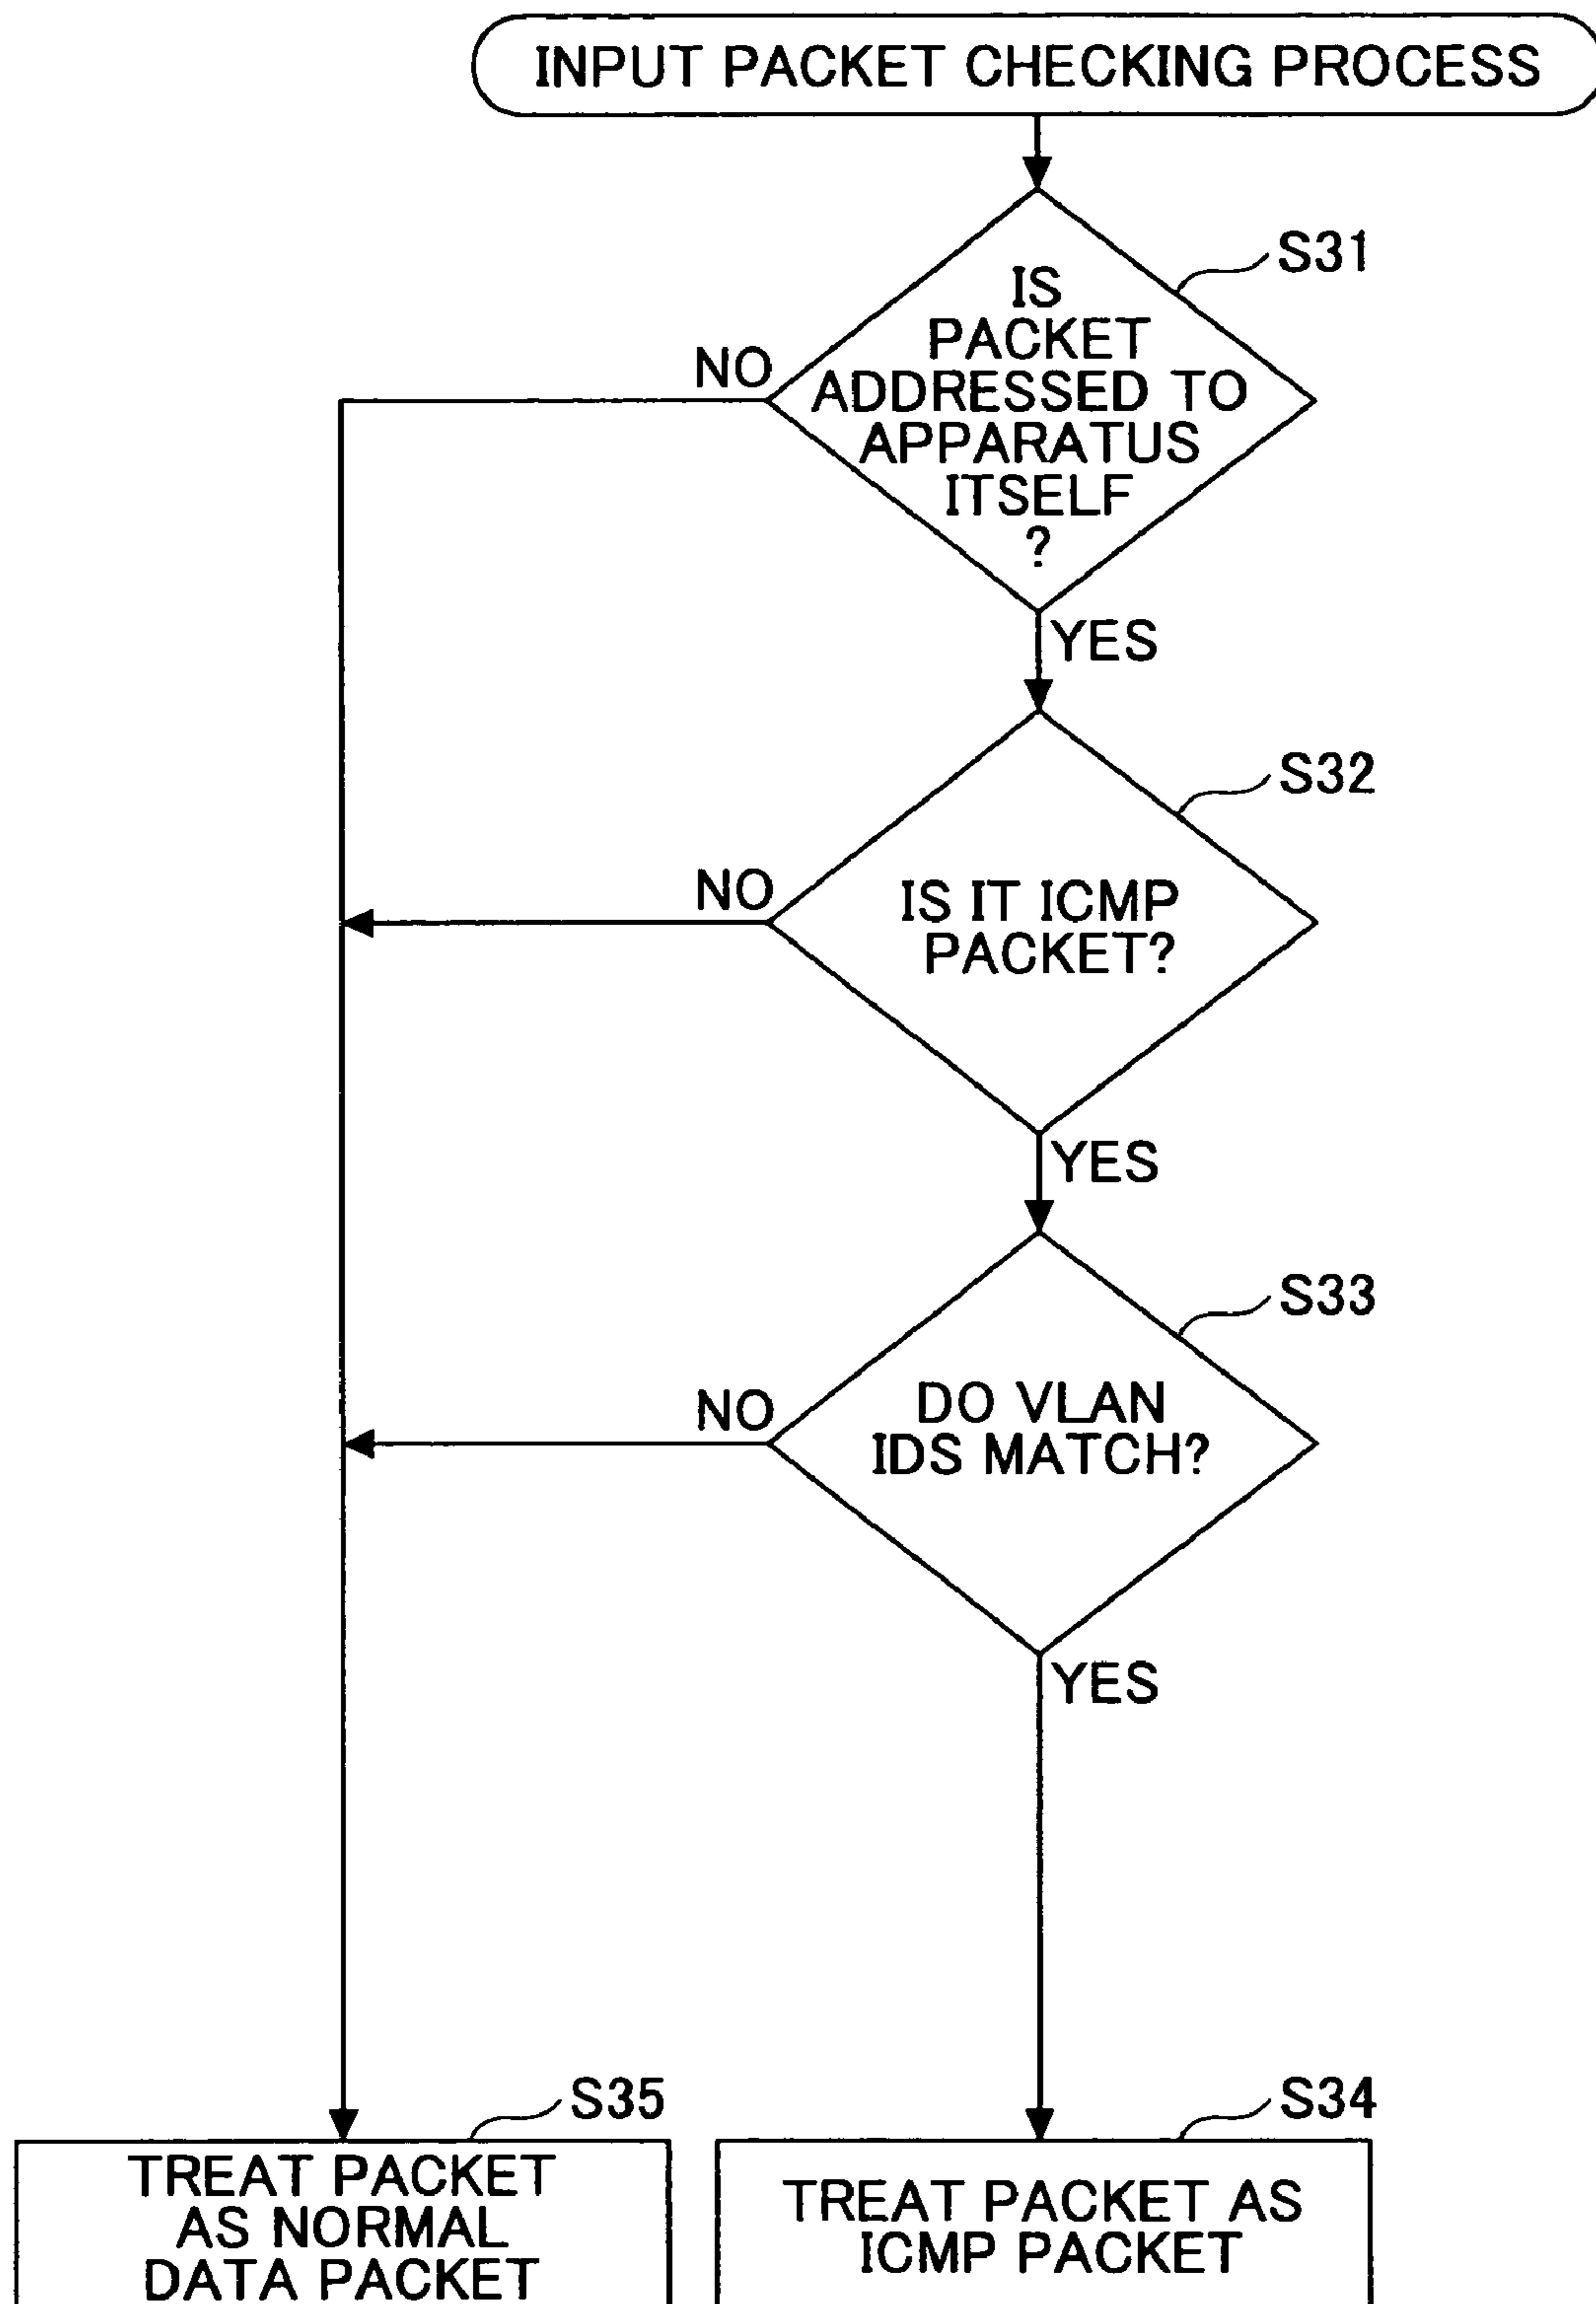 INPUT PACKET CHECKING PROCESS
S31
IS
PACKET
ADDRESSED TO
APPARATUS
ITSELF
?
NO
YES
S32
IS IT ICMP
PACKET?
NO
YES
S33
DO VLAN
IDS MATCH?
NO
YES
S35
TREAT PACKET
AS NORMAL
DATA PACKET
S34
TREAT PACKET AS
ICMP PACKET